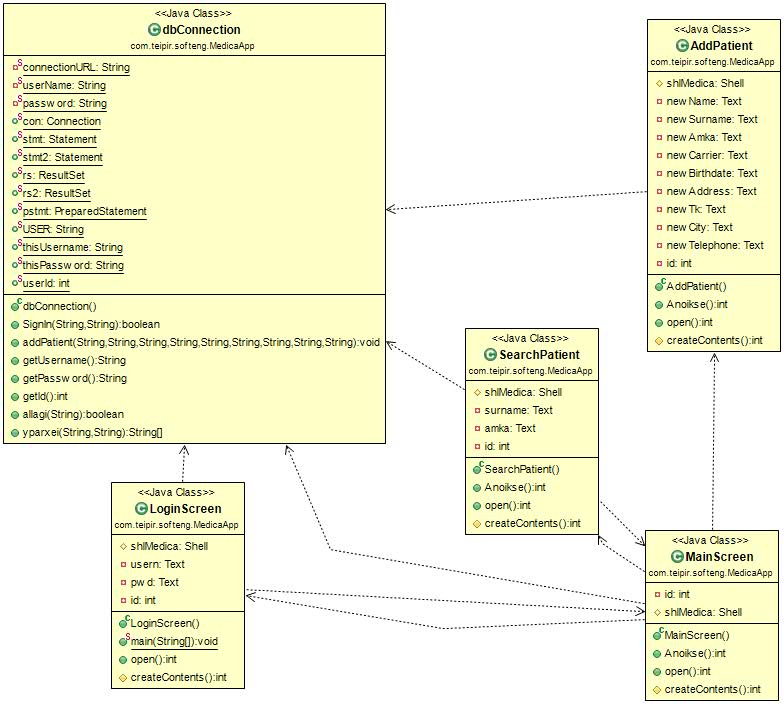 <<Java Class>>
dbConnection
com.teipir.softeng.MedicaApp
connectionURL: String
userName: String
password: String
con: Connection
stmt: Statement
stmt2: Statement
rs: ResultSet
rs2: ResultSet
pstmt: PreparedStatement
USER: String
thisUsername: String
thisPassword: String
userId: int
dbConnection()
SignIn(String,String):boolean
addPatient(String,String,String,String,String,String,String,String):void
getUsername():String
getPassword():String
getId():int
allagi(String):boolean
yparxei(String,String):String[]
<<Java Class>>
AddPatient
com.teipir.softeng.MedicaApp
shlMedica: Shell
newName: Text
newSurname: Text
newAmka: Text
newCarrier: Text
newBirthdate: Text
newAddress: Text
newTk: Text
newCity: Text
newTelephone: Text
id: int
AddPatient()
Anoikse():int
open():int
createContents():int
<<Java Class>>
SearchPatient
com.teipir.softeng.MedicaApp
shlMedica: Shell
surname: Text
amka: Text
id: int
SearchPatient()
Anoikse():int
open():int
createContents():int
<<Java Class>>
LoginScreen
com.teipir.softeng.MedicaApp
shlMedica: Shell
usern: Text
pwd: Text
id: int
LoginScreen()
main(String[]):void
open():int
createContents():int
<<Java Class>>
MainScreen
com.teipir.softeng.MedicaApp
id: int
shlMedica: Shell
MainScreen()
Anoikse():int
open():int
createContents():int